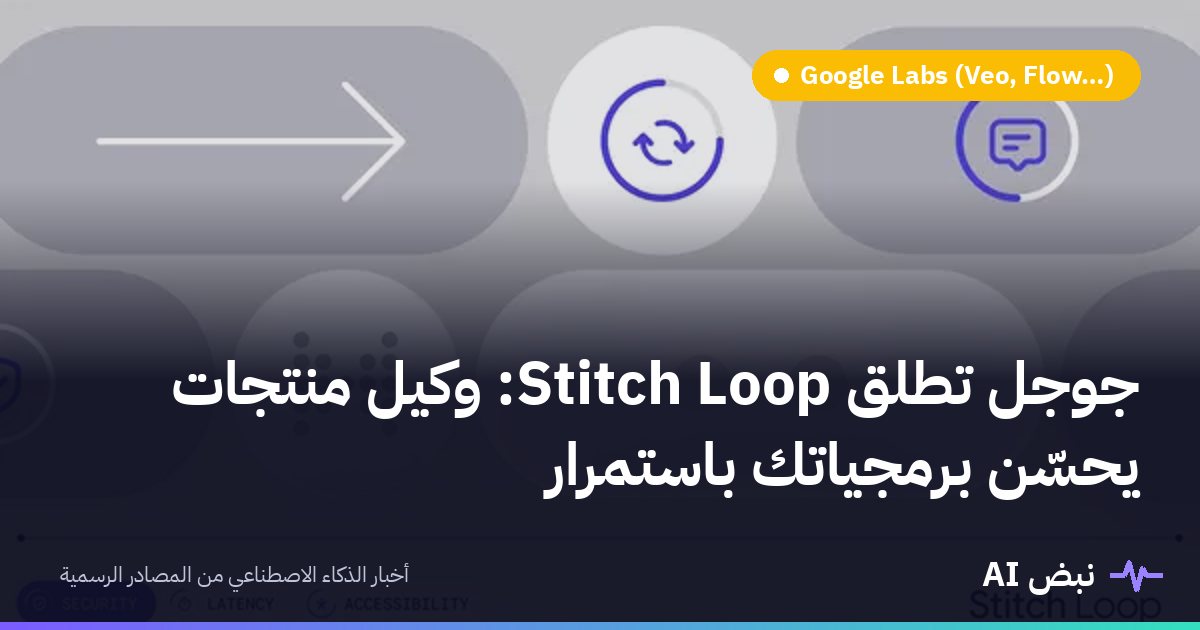 Google Labs (Veo, Flow...)
جوجل تطلق Stitch Loop: وكيل منتجات
يحسّن برمجياتك باستمرار
نبض AI
أخبار الذكاء الاصطناعي من المصادر الرسمية
SECURITY LATENCY ACCESSIBILITY
Stitch Loop